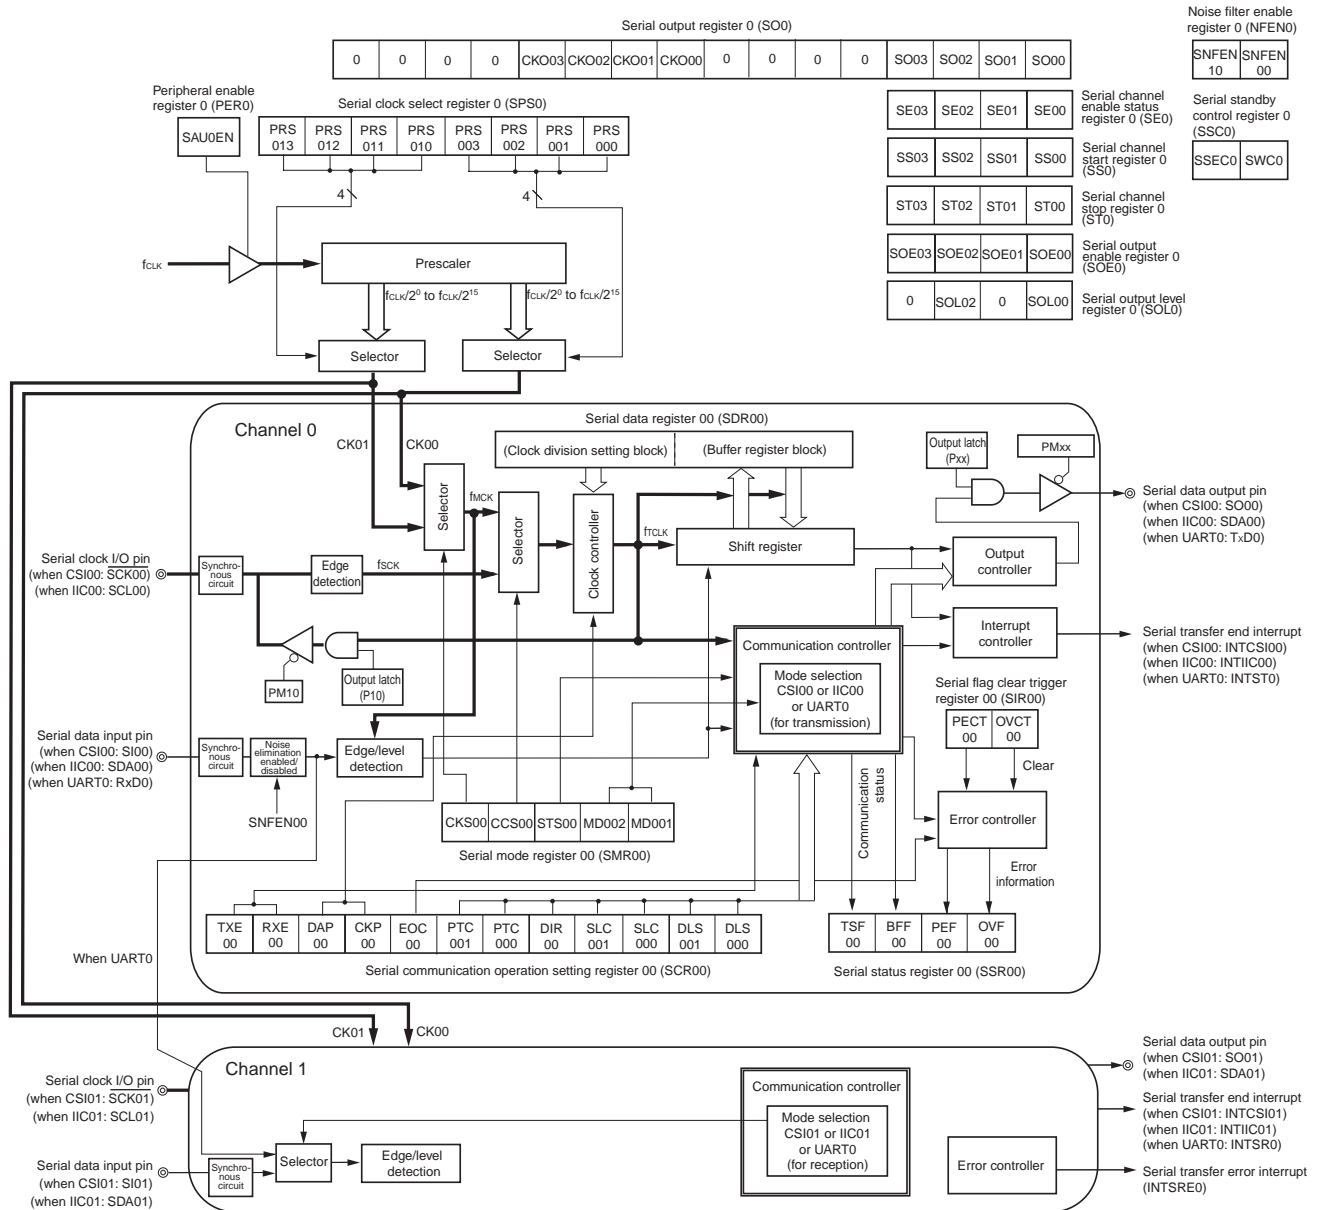 Serial output register 0 (SO0)
0 0 0 0 CKO03 CKO02 CKO01 CKO00 0 0 0 0 SO03 SO02 SO01 SO00
Noise filter enable
register 0 (NFEN0)
SNFEN 10 SNFEN 00
Peripheral enable
register 0 (PER0)
SAU0EN
Serial clock select register 0 (SPS0)
PRS 013 PRS 012 PRS 011 PRS 010 PRS 003 PRS 002 PRS 001 PRS 000
4
4
SE03 SE02 SE01 SE00
Serial channel
enable status
register 0 (SE0)
Serial standby
control register 0
(SSC0)
SSEC0 SWC0
SS03 SS02 SS01 SS00
Serial channel
start register 0
(SS0)
ST03 ST02 ST01 ST00
Serial channel
stop register 0
(ST0)
SOE03 SOE02 SOE01 SOE00
Serial output
enable register 0
(SOE0)
0 SOL02 0 SOL00
Serial output level
register 0 (SOL0)
fCLK
Prescaler
fCLK/2⁰ to fCLK/2¹⁵
fCLK/2⁰ to fCLK/2¹⁵
Selector
Selector
Channel 0
CK01
CK00
Serial data register 00 (SDR00)
(Clock division setting block)
(Buffer register block)
Output latch
(Pxx)
PMxx
Selector
fMCK
Selector
Clock controller
fTCLK
Shift register
Output
controller
Serial data output pin
(when CSI00: SO00)
(when IIC00: SDA00)
(when UART0: TxD0)
Serial clock I/O pin
(when CSI00: SCK00)
(when IIC00: SCL00)
Synchro-
nous
circuit
Edge
detection
fSCK
Communication controller
Mode selection
CSI00 or IIC00
or UART0
(for transmission)
Interrupt
controller
Serial transfer end interrupt
(when CSI00: INTCSI00)
(when IIC00: INTIIC00)
(when UART0: INTST0)
PM10
Output latch
(P10)
Serial flag clear trigger
register 00 (SIR00)
PECT 00 OVCT 00
Clear
Serial data input pin
(when CSI00: SI00)
(when IIC00: SDA00)
(when UART0: RxD0)
Synchro-
nous
circuit
Noise
elimination
enabled/
disabled
Edge/level
detection
SNFEN00
CKS00 CCS00 STS00 MD002 MD001
Serial mode register 00 (SMR00)
Communication
status
Error controller
Error
information
TXE 00 RXE 00 DAP 00 CKP 00 EOC 00 PTC 001 PTC 000 DIR 00 SLC 001 SLC 000 DLS 001 DLS 000
Serial communication operation setting register 00 (SCR00)
TSF 00 BFF 00 PEF 00 OVF 00
Serial status register 00 (SSR00)
When UART0
CK01
CK00
Channel 1
Serial clock I/O pin
(when CSI01: SCK01)
(when IIC01: SCL01)
Serial data input pin
(when CSI01: SI01)
(when IIC01: SDA01)
Synchro-
nous
circuit
Selector
Edge/level
detection
Communication controller
Mode selection
CSI01 or IIC01
or UART0
(for reception)
Error controller
Serial data output pin
(when CSI01: SO01)
(when IIC01: SDA01)
Serial transfer end interrupt
(when CSI01: INTCSI01)
(when IIC01: INTIIC01)
(when UART0: INTSR0)
Serial transfer error interrupt
(INTSRE0)